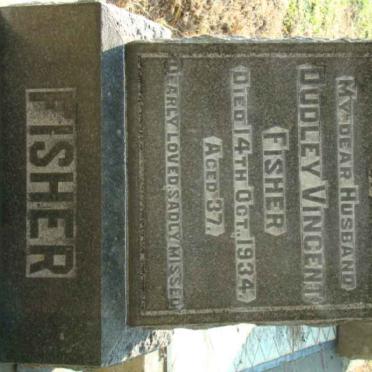 MY DEAR HUSBAND
DUDLEY VINCENT
FISHER
DIED 14TH OCT. 1934,
AGED 37.
DEARLY LOVED, SADLY MISSED
FISHER